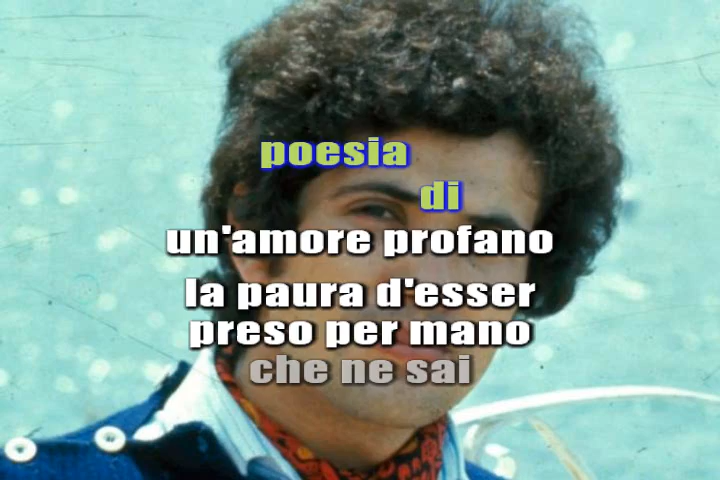 poesia
di
un'amore profano
la paura d'esser
preso per mano
che ne sai